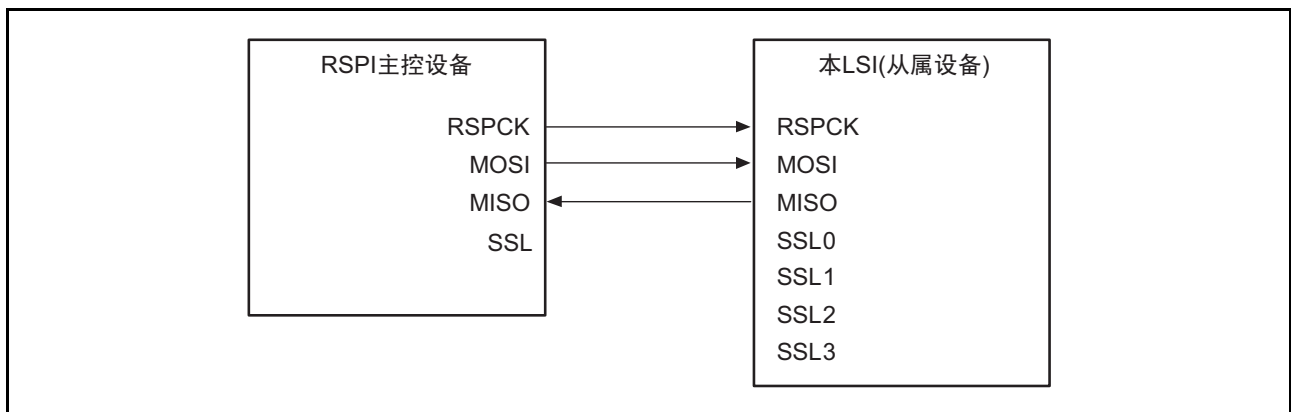 RSPI主控设备
RSPCK
MOSI
MISO
SSL
本LSI(从属设备)
RSPCK
MOSI
MISO
SSL0
SSL1
SSL2
SSL3